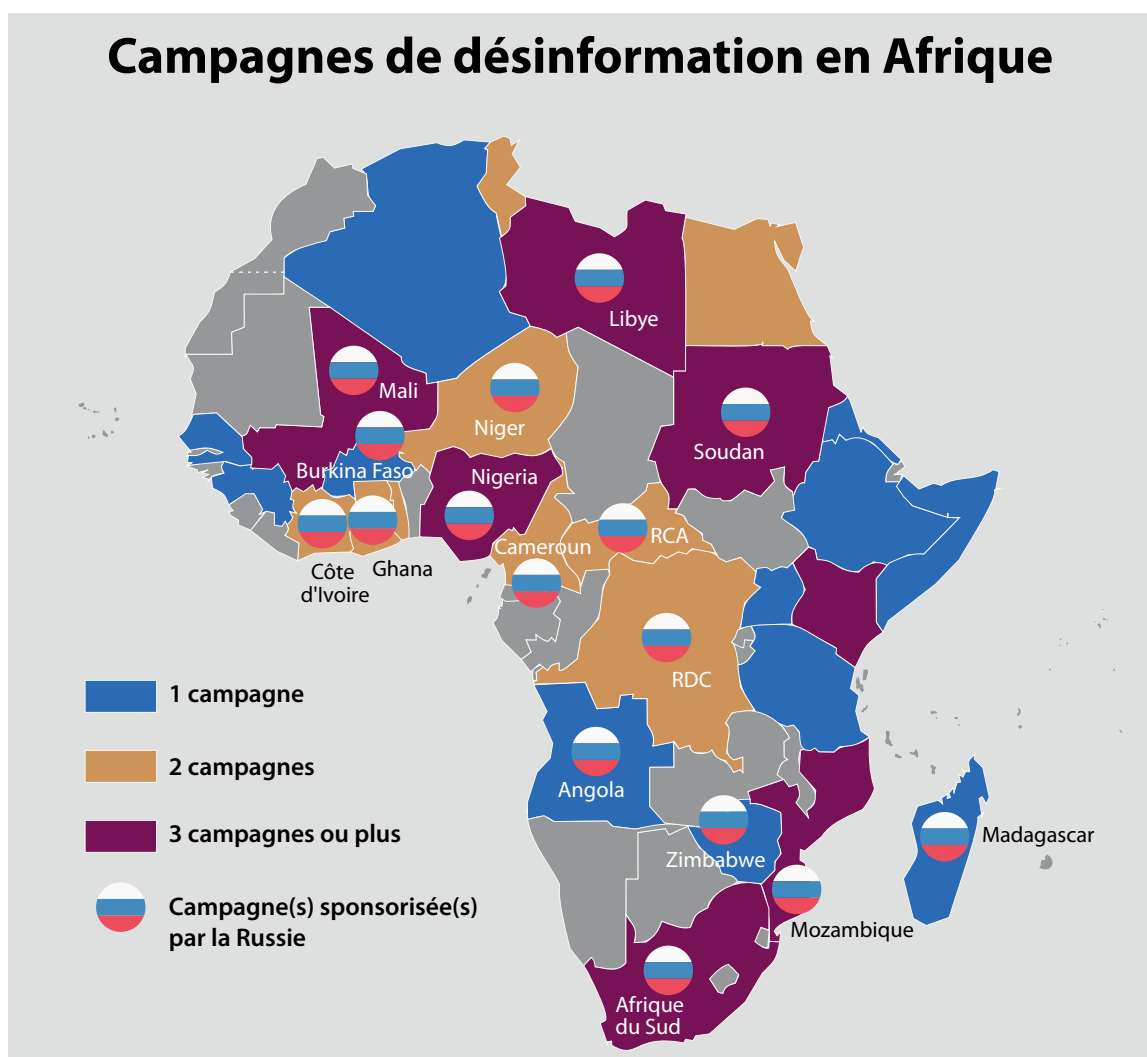 Campagnes de désinformation en Afrique
Libye
Mali
Niger
Soudan
Burkina Faso
Nigeria
RCA
Cameroun
Ghana
Côte
d'Ivoire
RDC
1 campagne
2 campagnes
Angola
3 campagnes ou plus
Madagascar
Zimbabwe
Campagne(s) sponsorisée(s)
par la Russie
Mozambique
Afrique
du Sud